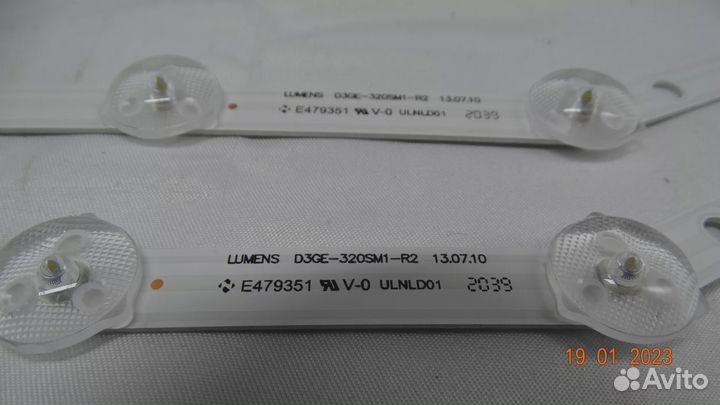 LUMENS D3GE-320SM1-R2 13.07.10
E479351 V-0 ULNLD01 2039
LUMENS D3GE-320SM1-R2 13.07.10
E479351 V-0 ULNLD01 2039
19 01 2023
Avito